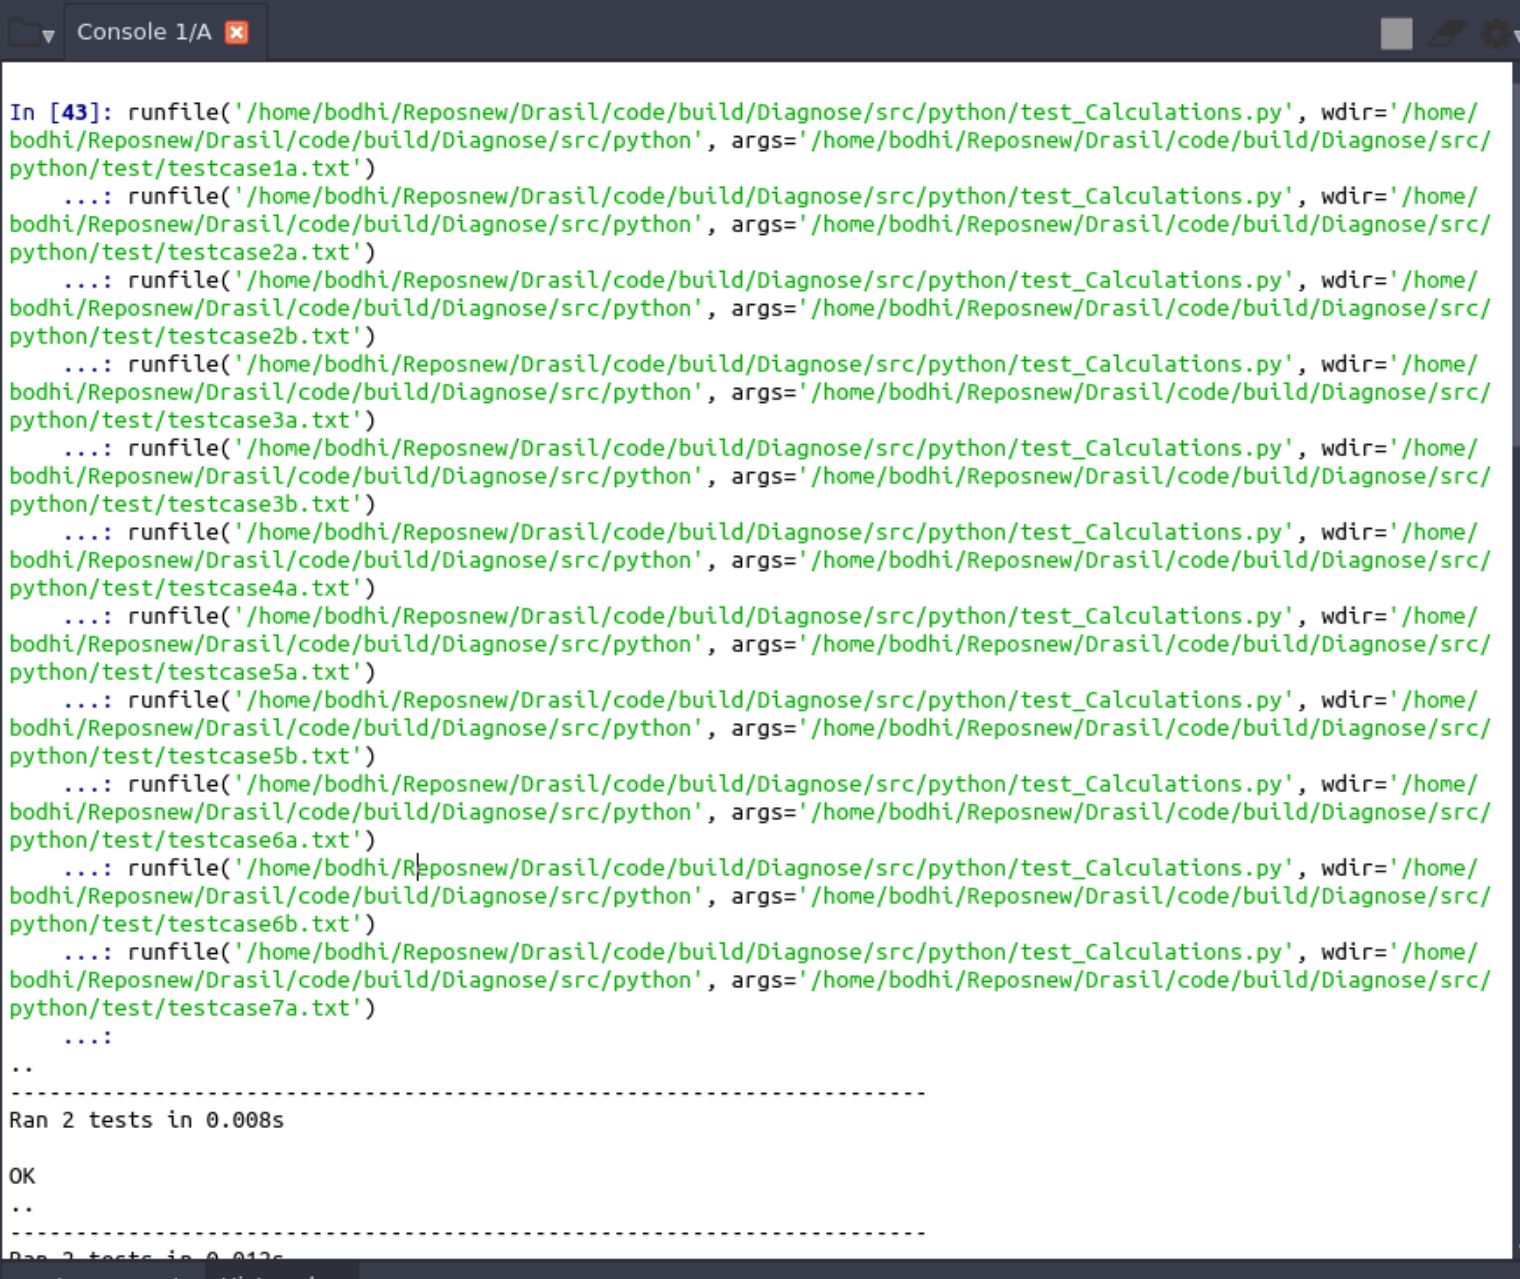 Console 1/A
In [43]: runfile('/home/bodhi/Reposnew/Drasil/code/build/Diagnose/src/python/test_Calculations.py', wdir='/home/
bodhi/Reposnew/Drasil/code/build/Diagnose/src/python', args='/home/bodhi/Reposnew/Drasil/code/build/Diagnose/src/
python/test/testcase1a.txt')
...: runfile('/home/bodhi/Reposnew/Drasil/code/build/Diagnose/src/python/test_Calculations.py', wdir='/home/
bodhi/Reposnew/Drasil/code/build/Diagnose/src/python', args='/home/bodhi/Reposnew/Drasil/code/build/Diagnose/src/
python/test/testcase2a.txt')
...: runfile('/home/bodhi/Reposnew/Drasil/code/build/Diagnose/src/python/test_Calculations.py', wdir='/home/
bodhi/Reposnew/Drasil/code/build/Diagnose/src/python', args='/home/bodhi/Reposnew/Drasil/code/build/Diagnose/src/
python/test/testcase2b.txt')
...: runfile('/home/bodhi/Reposnew/Drasil/code/build/Diagnose/src/python/test_Calculations.py', wdir='/home/
bodhi/Reposnew/Drasil/code/build/Diagnose/src/python', args='/home/bodhi/Reposnew/Drasil/code/build/Diagnose/src/
python/test/testcase3a.txt')
...: runfile('/home/bodhi/Reposnew/Drasil/code/build/Diagnose/src/python/test_Calculations.py', wdir='/home/
bodhi/Reposnew/Drasil/code/build/Diagnose/src/python', args='/home/bodhi/Reposnew/Drasil/code/build/Diagnose/src/
python/test/testcase3b.txt')
...: runfile('/home/bodhi/Reposnew/Drasil/code/build/Diagnose/src/python/test_Calculations.py', wdir='/home/
bodhi/Reposnew/Drasil/code/build/Diagnose/src/python', args='/home/bodhi/Reposnew/Drasil/code/build/Diagnose/src/
python/test/testcase4a.txt')
...: runfile('/home/bodhi/Reposnew/Drasil/code/build/Diagnose/src/python/test_Calculations.py', wdir='/home/
bodhi/Reposnew/Drasil/code/build/Diagnose/src/python', args='/home/bodhi/Reposnew/Drasil/code/build/Diagnose/src/
python/test/testcase5a.txt')
...: runfile('/home/bodhi/Reposnew/Drasil/code/build/Diagnose/src/python/test_Calculations.py', wdir='/home/
bodhi/Reposnew/Drasil/code/build/Diagnose/src/python', args='/home/bodhi/Reposnew/Drasil/code/build/Diagnose/src/
python/test/testcase5b.txt')
...: runfile('/home/bodhi/Reposnew/Drasil/code/build/Diagnose/src/python/test_Calculations.py', wdir='/home/
bodhi/Reposnew/Drasil/code/build/Diagnose/src/python', args='/home/bodhi/Reposnew/Drasil/code/build/Diagnose/src/
python/test/testcase6a.txt')
...: runfile('/home/bodhi/Reposnew/Drasil/code/build/Diagnose/src/python/test_Calculations.py', wdir='/home/
bodhi/Reposnew/Drasil/code/build/Diagnose/src/python', args='/home/bodhi/Reposnew/Drasil/code/build/Diagnose/src/
python/test/testcase6b.txt')
...: runfile('/home/bodhi/Reposnew/Drasil/code/build/Diagnose/src/python/test_Calculations.py', wdir='/home/
bodhi/Reposnew/Drasil/code/build/Diagnose/src/python', args='/home/bodhi/Reposnew/Drasil/code/build/Diagnose/src/
python/test/testcase7a.txt')
...:
..
----------------------------------------------------------------------
Ran 2 tests in 0.008s
OK
..
----------------------------------------------------------------------
Ran 2 tests in 0.012s